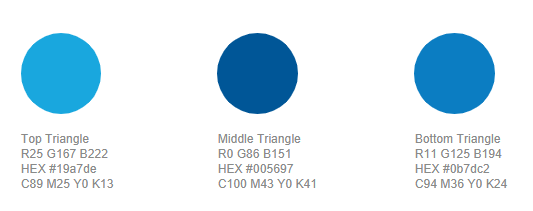 Top Triangle
R25 G167 B222
HEX #19a7de
C89 M25 Y0 K13
Middle Triangle
R0 G86 B151
HEX #005697
C100 M43 Y0 K41
Bottom Triangle
R11 G125 B194
HEX #0b7dc2
C94 M36 Y0 K24